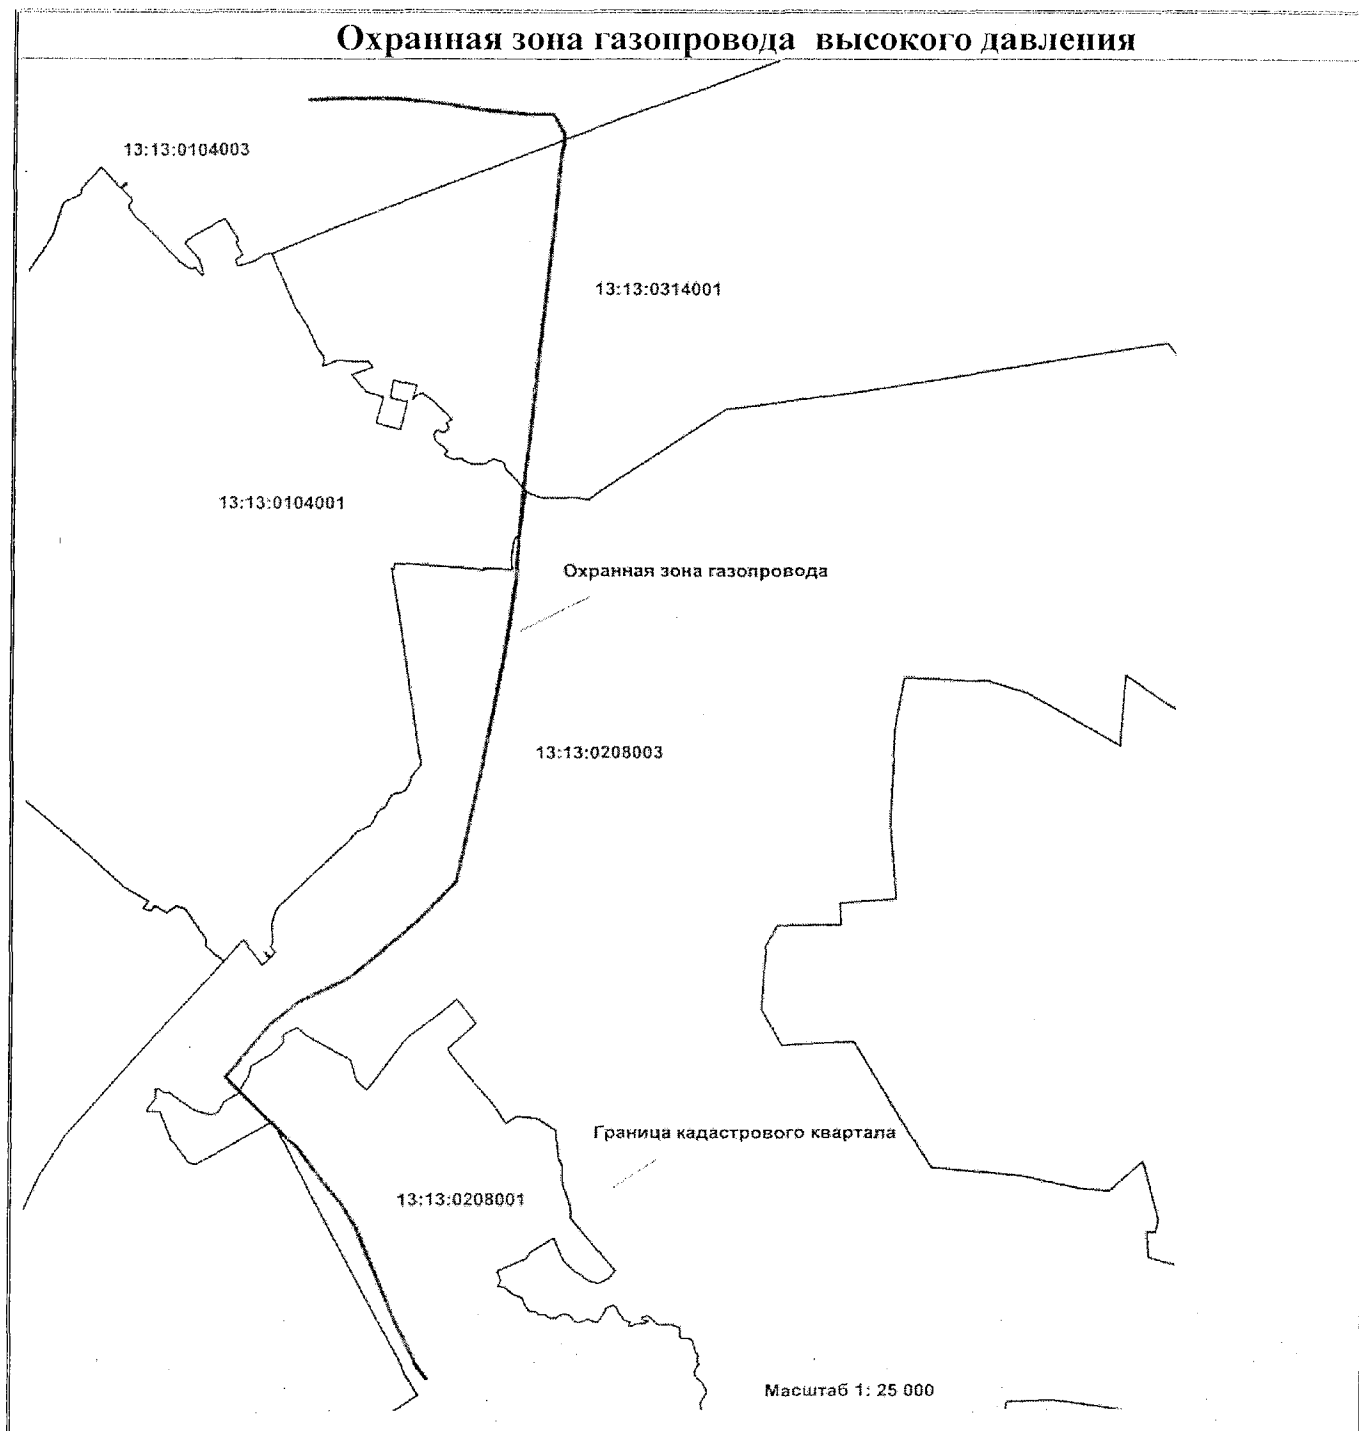 Охранная зона газопровода высокого давления
13:13:0104003
13:13:0314001
13:13:0104001
Охранная зона газопровода
13:13:0208003
Граница кадастрового квартала
13:13:0208001
Масштаб 1: 25 000